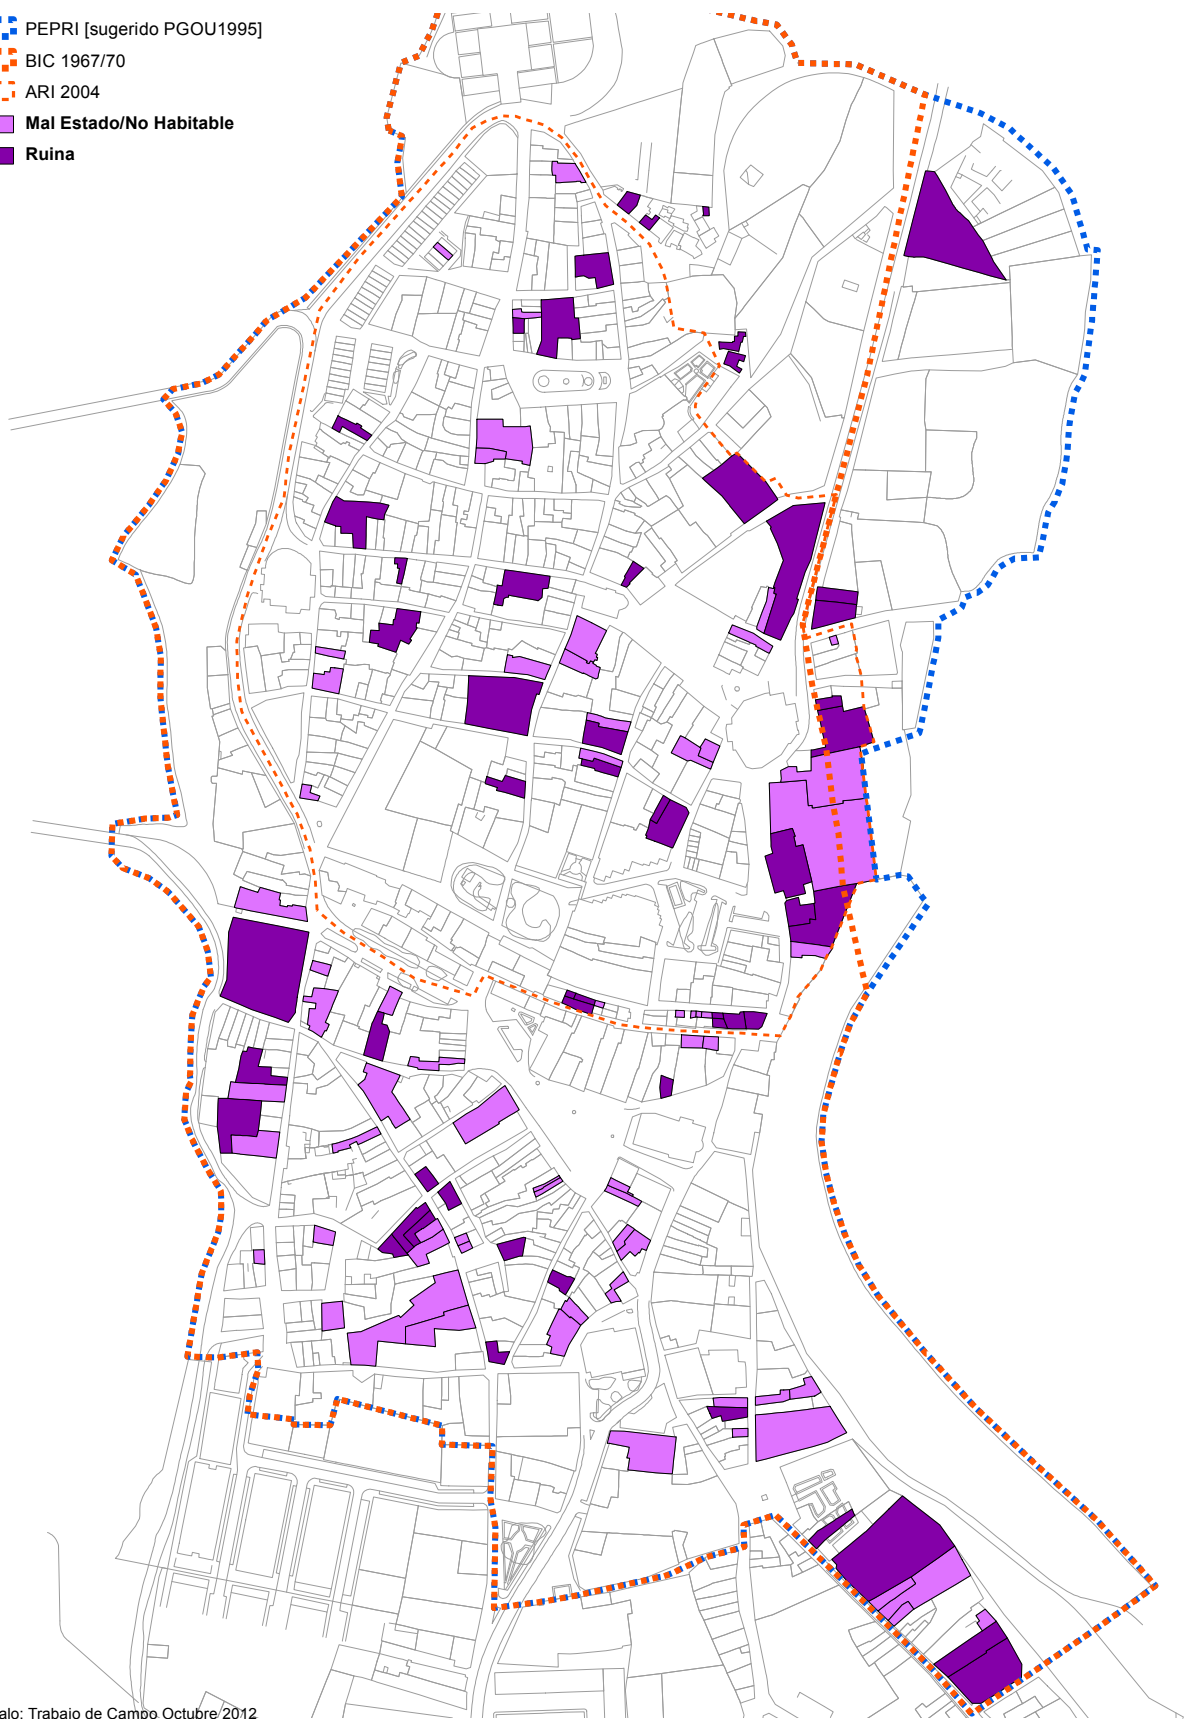 PEPRI [sugerido PGOU1995]
BIC 1967/70
ARI 2004
Mal Estado/No Habitable
Ruina
alo: Trabajo de Campo Octubre/2012